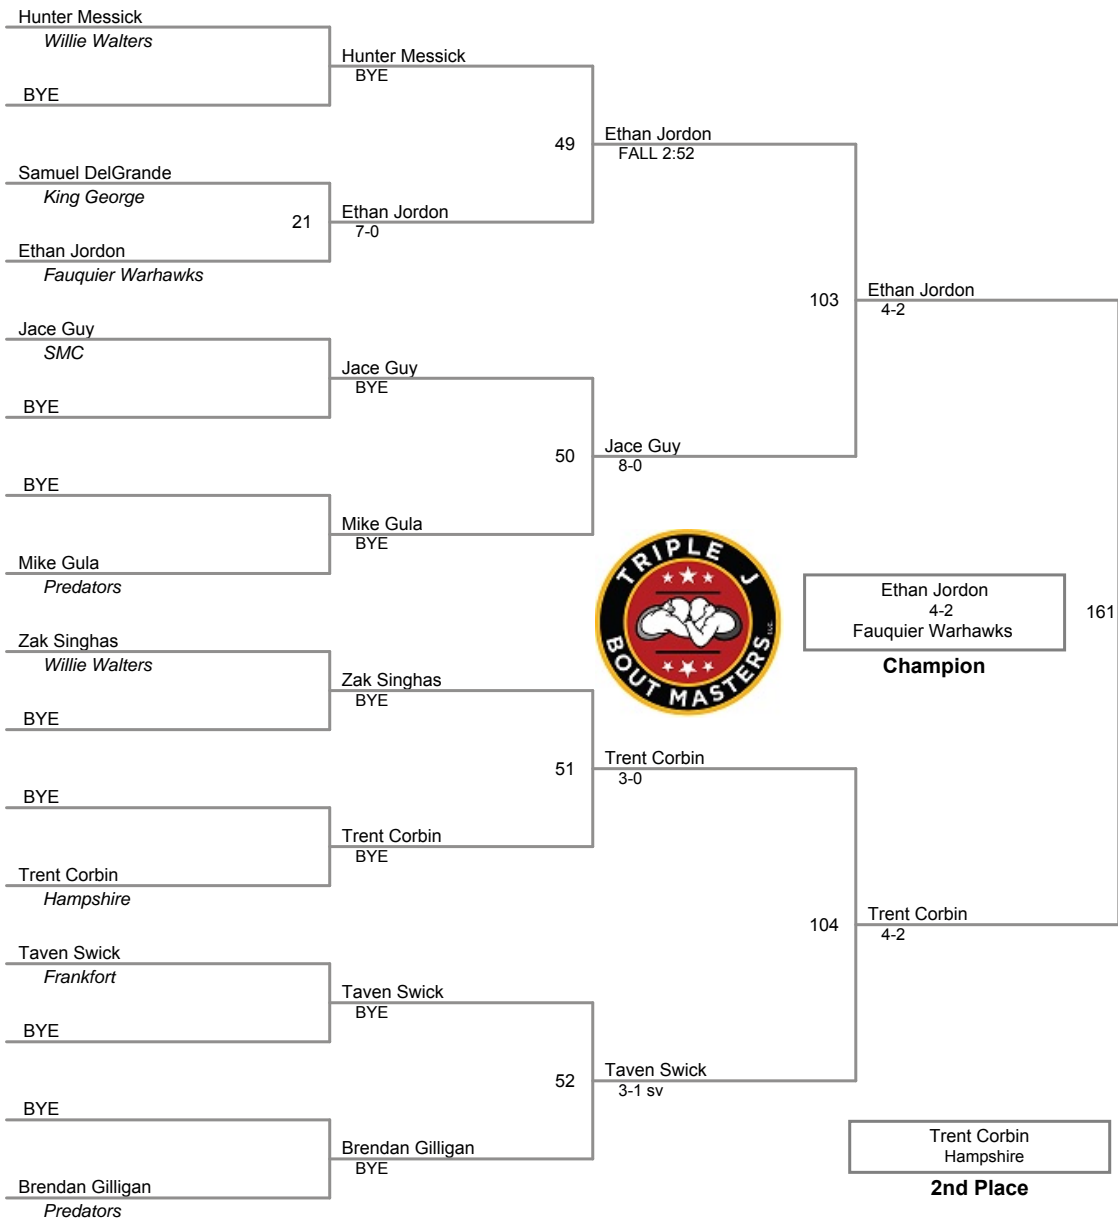 Hunter Messick
Willie Walters
BYE
Samuel DelGrande
King George
21
Ethan Jordon
Fauquier Warhawks
Jace Guy
SMC
BYE
BYE
Mike Gula
Predators
Zak Singhas
Willie Walters
BYE
BYE
Trent Corbin
Hampshire
Taven Swick
Frankfort
BYE
BYE
Brendan Gilligan
Predators
Hunter Messick
BYE
49
Ethan Jordon
7-0
Jace Guy
BYE
50
Mike Gula
BYE
Zak Singhas
BYE
51
Trent Corbin
BYE
Taven Swick
BYE
52
Brendan Gilligan
BYE
Ethan Jordon
FALL 2:52
103
Jace Guy
8-0
TRIPLE J
BOUT MASTERS LLC.
Trent Corbin
3-0
104
Taven Swick
3-1 sv
Ethan Jordon
4-2
Ethan Jordon
4-2
Fauquier Warhawks
161
Champion
Trent Corbin
4-2
Trent Corbin
Hampshire
2nd Place